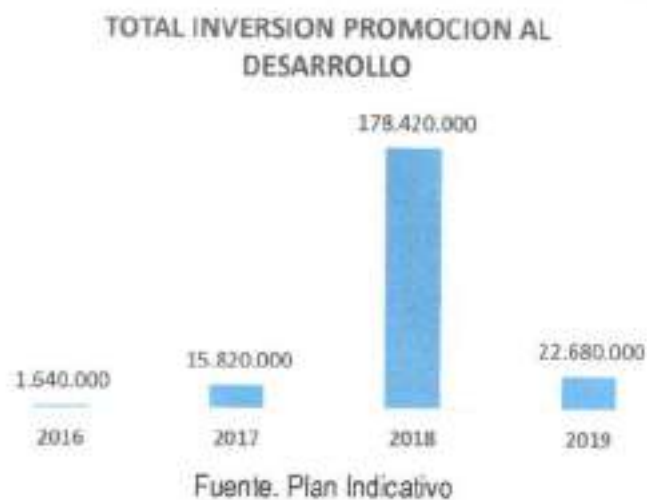 TOTAL INVERSION PROMOCION AL
DESARROLLO
178.420.000
15.820.000
22.680.000
1.640.000
2016
2017
2018
2019
Fuente. Plan Indicativo